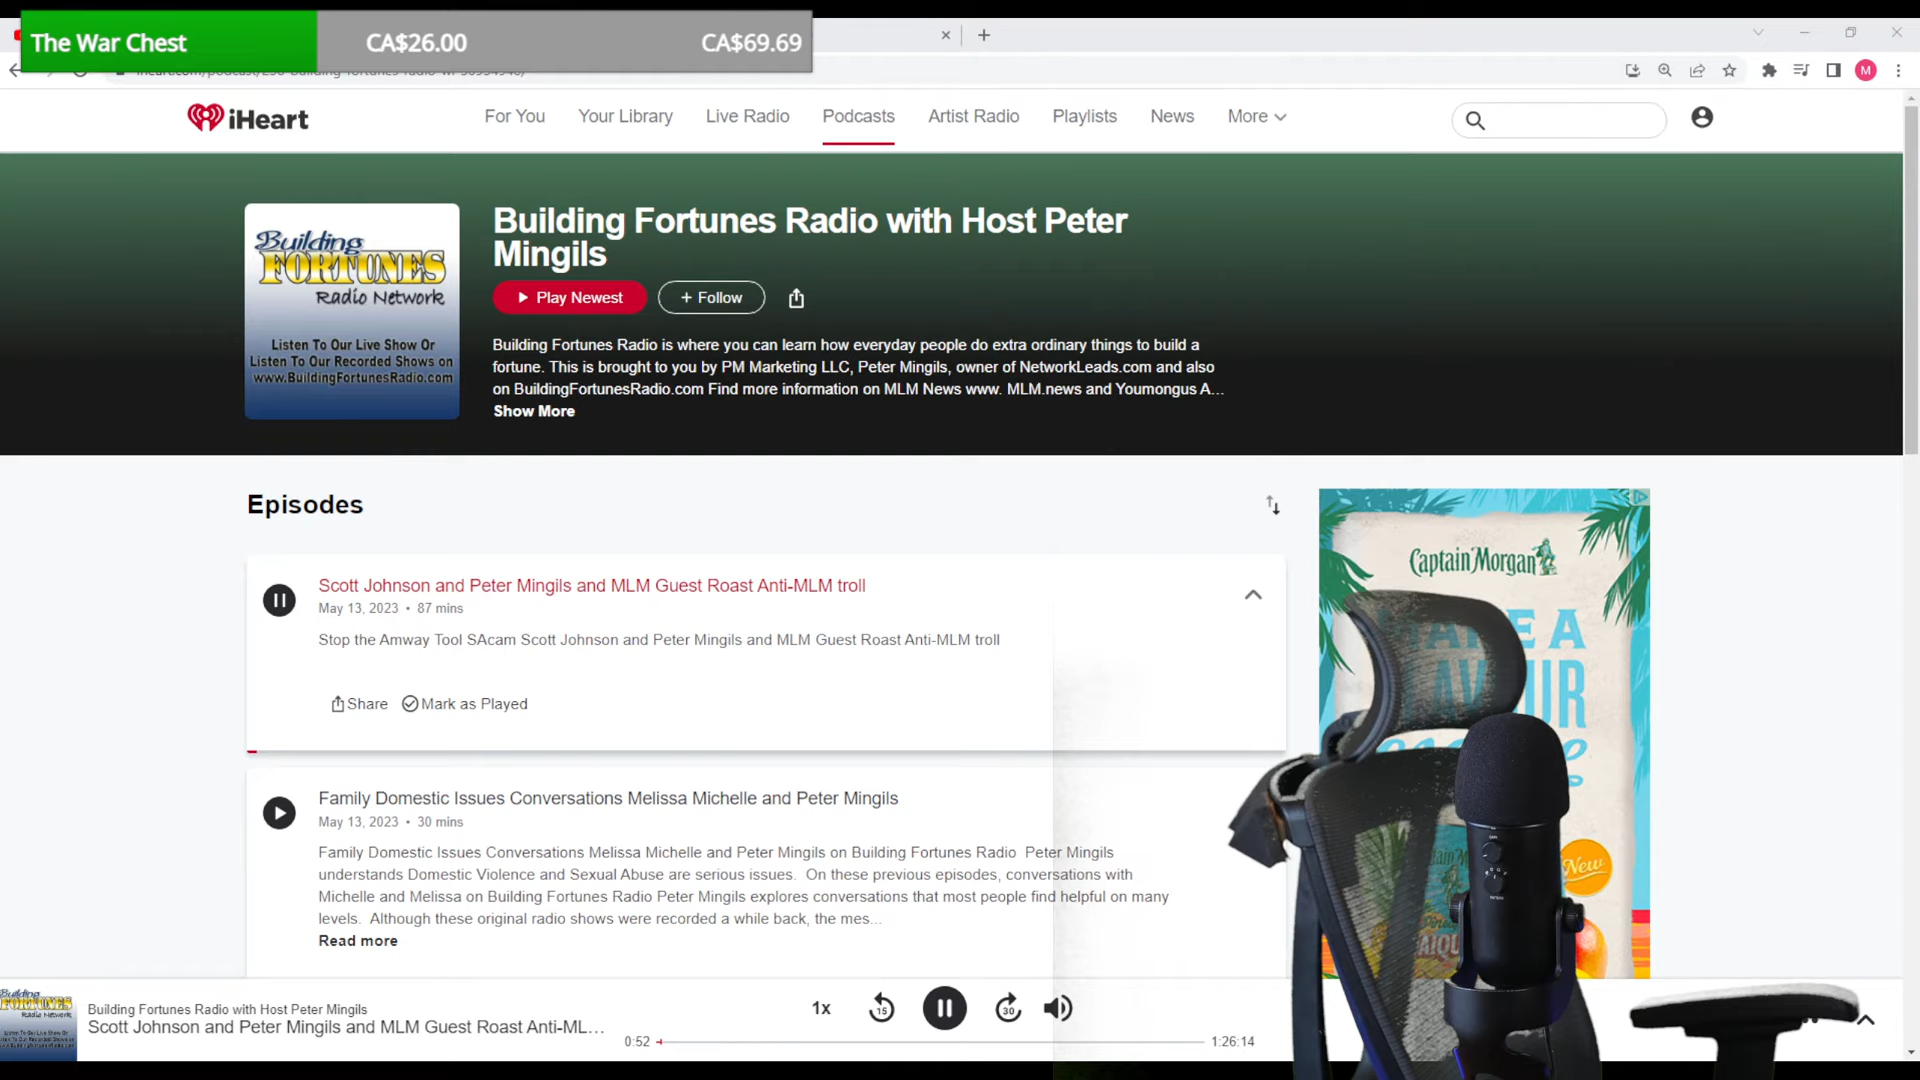 The War Chest CA$26.00 CA$69.69
M
iHeart
For You Your Library Live Radio Podcasts Artist Radio Playlists News More
Building
FORTUNES
Radio Network
Listen To Our Live Show Or
Listen To Our Recorded Shows on
www.BuildingFortunesRadio.com
Building Fortunes Radio with Host Peter
Mingils
Play Newest + Follow
Building Fortunes Radio is where you can learn how everyday people do extra ordinary things to build a
fortune. This is brought to you by PM Marketing LLC, Peter Mingils, owner of NetworkLeads.com and also
on BuildingFortunesRadio.com Find more information on MLM News www. MLM.news and Youmongus A...
Show More
Episodes
Scott Johnson and Peter Mingils and MLM Guest Roast Anti-MLM troll
May 13, 2023 • 87 mins
Stop the Amway Tool SAcam Scott Johnson and Peter Mingils and MLM Guest Roast Anti-MLM troll
Share Mark as Played
Family Domestic Issues Conversations Melissa Michelle and Peter Mingils
May 13, 2023 • 30 mins
Family Domestic Issues Conversations Melissa Michelle and Peter Mingils on Building Fortunes Radio Peter Mingils
understands Domestic Violence and Sexual Abuse are serious issues. On these previous episodes, conversations with
Michelle and Melissa on Building Fortunes Radio Peter Mingils explores conversations that most people find helpful on many
levels. Although these original radio shows were recorded a while back, the mes...
Read more
Captain Morgan
New
Building Fortunes Radio with Host Peter Mingils
Scott Johnson and Peter Mingils and MLM Guest Roast Anti-ML...
1x 15 30
0:52 1:26:14